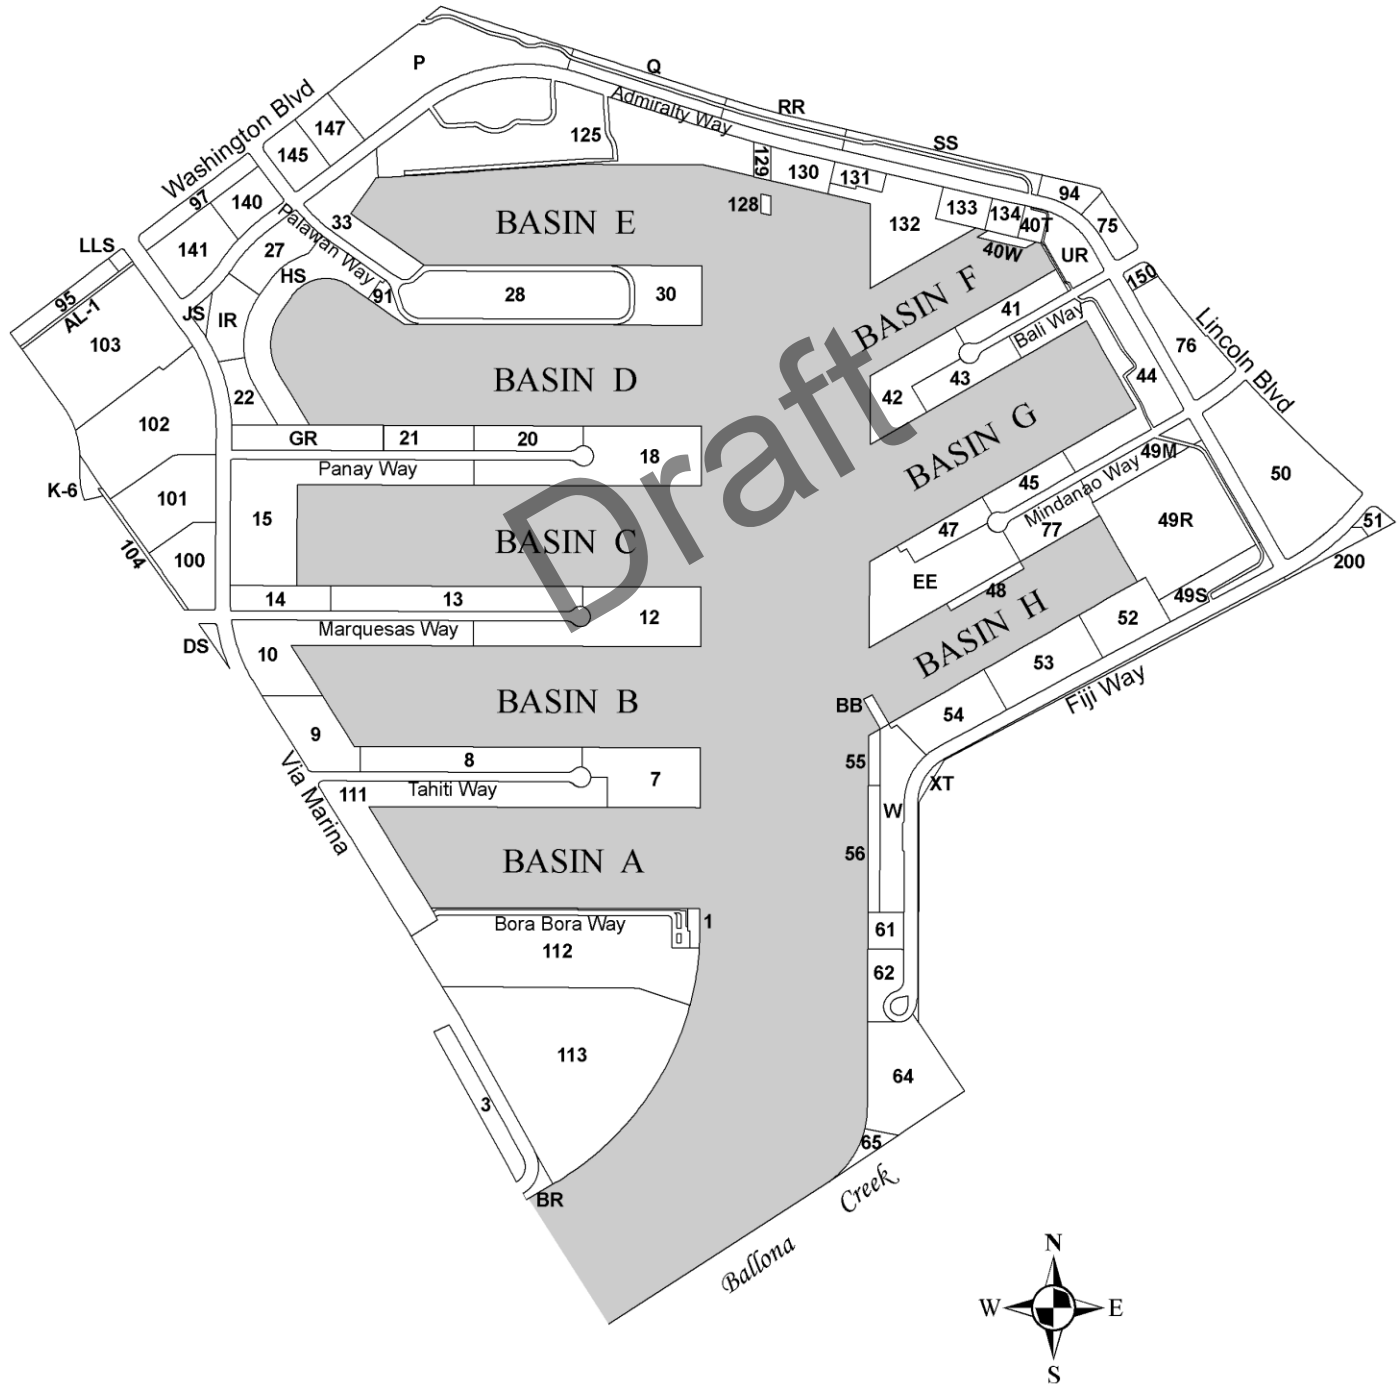 P
Q
RR
SS
Washington Blvd
Admiralty Way
147
145
125
129
130
131
94
97
140
33
128
132
133
134
40T
75
40W
UR
LLS
141
Palawan Way
27
HS
BASIN E
95
AL-1
JS
IR
91
28
30
BASIN F
150
41
Bali Way
76
Lincoln Blvd
103
22
BASIN D
42
43
44
102
GR
21
20
18
Panay Way
BASIN G
49M
K-6
101
15
45
Mindanao Way
50
104
100
BASIN C
47
77
49R
51
200
EE
48
14
13
12
Marquesas Way
49S
DS
10
BASIN H
52
53
Fiji Way
BASIN B
BB
54
9
8
7
55
XT
Via Marina
111
Tahiti Way
W
BASIN A
56
1
Bora Bora Way
112
61
62
113
64
3
65
BR
Ballona Creek
Draft
N
W
E
S